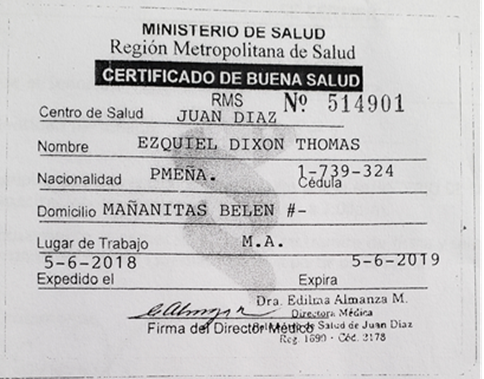 MINISTERIO DE SALUD
Región Metropolitana de Salud
CERTIFICADO DE BUENA SALUD
RMS Nº 514901
Centro de Salud JUAN DIAZ
Nombre EZQUIEL DIXON THOMAS
Nacionalidad PMEÑA. 1-739-324
Cédula
Domicilio MAÑANITAS BELEN #-
Lugar de Trabajo M.A.
5-6-2018 5-6-2019
Expedido el Expira
Dra. Edilma Almanza M.
Directora Médica
Firma del Director Médico de Salud de Juan Diaz
Reg. 1690 - Cód. 2178